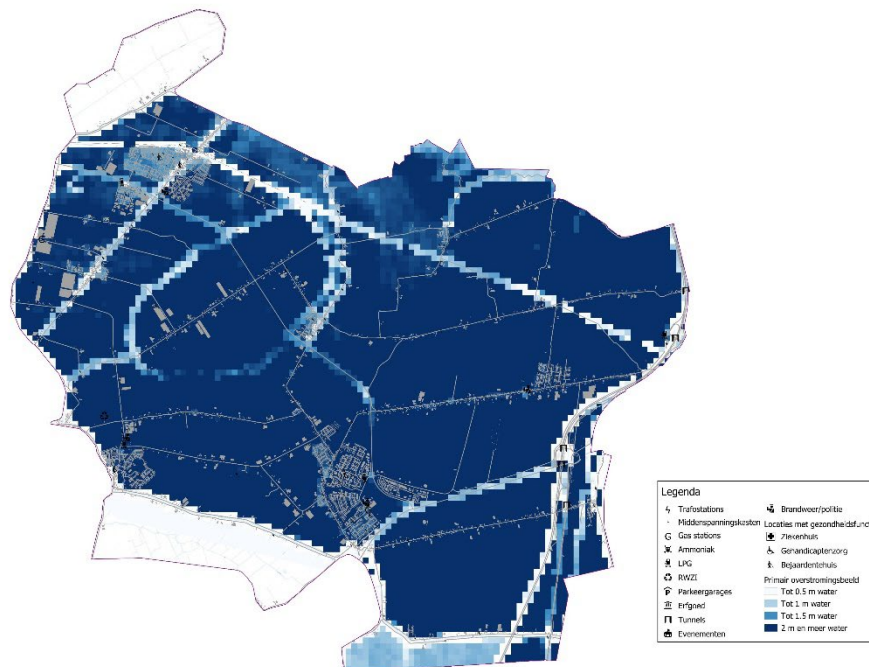 Legenda
Trafostations
Middenspanningskasten
G Gas stations
Ammoniak
LPG
RWZI
Parkeergarages
Erfgoed
Tunnels
Evenementen
Brandweer/politie
Locaties met gezondheidsfunct
Ziekenhuis
Gehandicaptenzorg
Bejaardentehuis
Primair overstromingsbeeld
Tot 0.5 m water
Tot 1 m water
Tot 1.5 m water
2 m en meer water